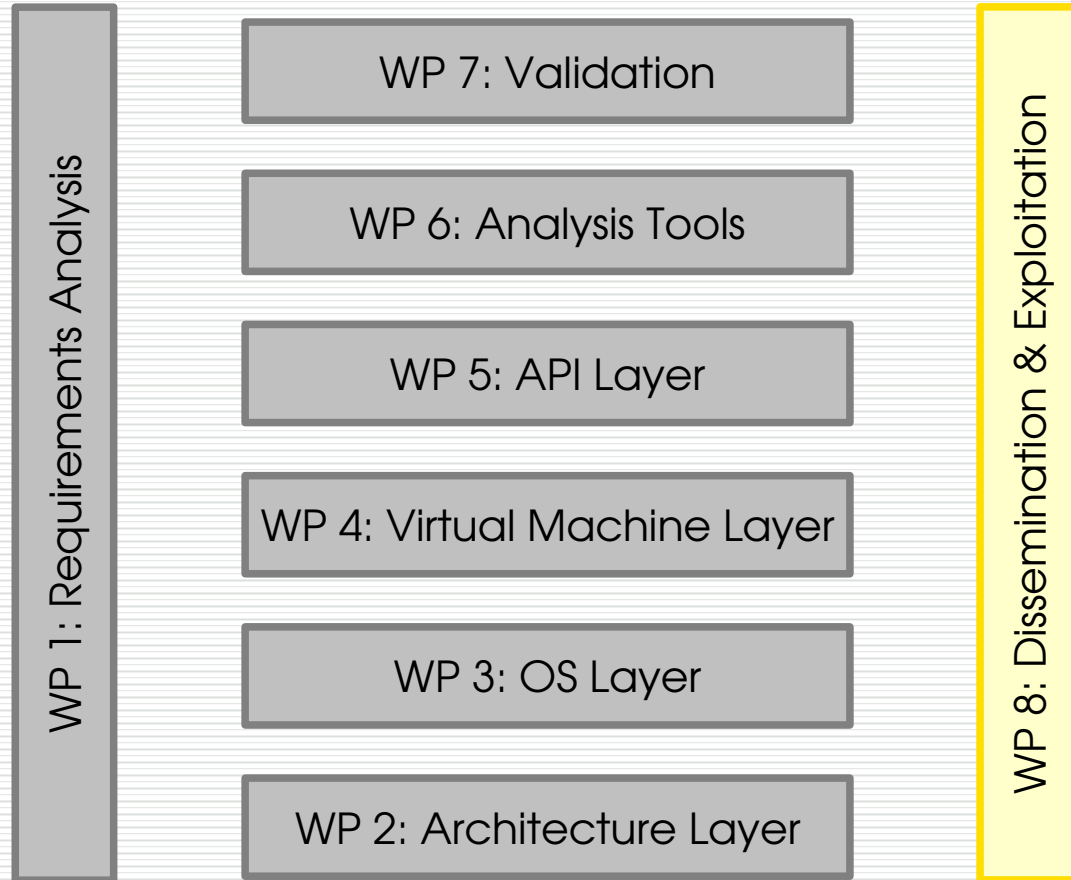 WP 1: Requirements Analysis
WP 7: Validation
WP 6: Analysis Tools
WP 5: API Layer
WP 4: Virtual Machine Layer
WP 3: OS Layer
WP 2: Architecture Layer
WP 8: Dissemination & Exploitation